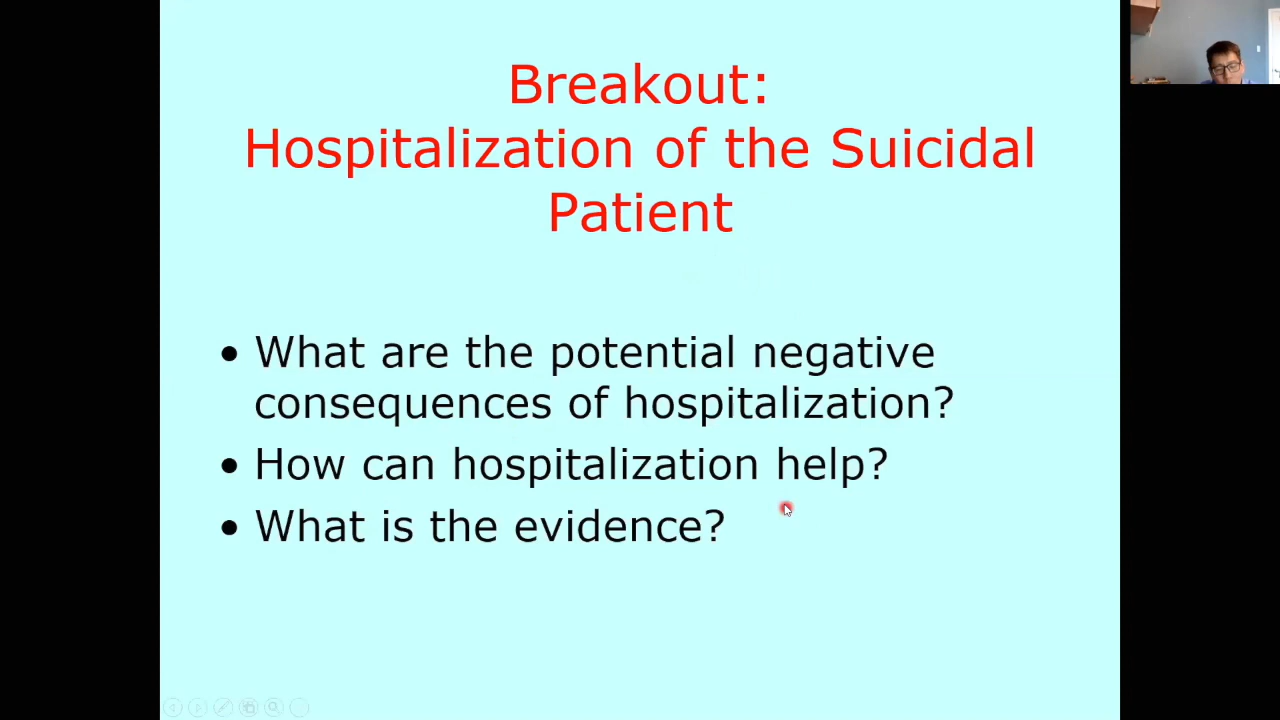 Breakout:
Hospitalization of the Suicidal
Patient
• What are the potential negative
consequences of hospitalization?
• How can hospitalization help?
• What is the evidence?